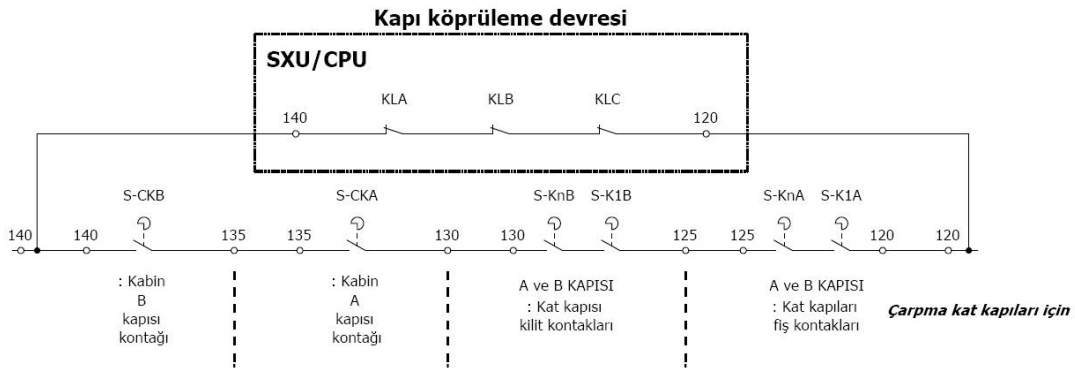 Kapı köprüleme devresi
SXU/CPU
KLA KLB KLC
140 120
S-CKB S-CKA S-KnB S-K1B S-KnA S-K1A
140 140 135 135 130 130 125 125 120 120
: Kabin
B
kapısı
kontağı
: Kabin
A
kapısı
kontağı
A ve B KAPISI
: Kat kapısı
kilit kontakları
A ve B KAPISI
: Kat kapıları
fiş kontakları
Çarpma kat kapıları için